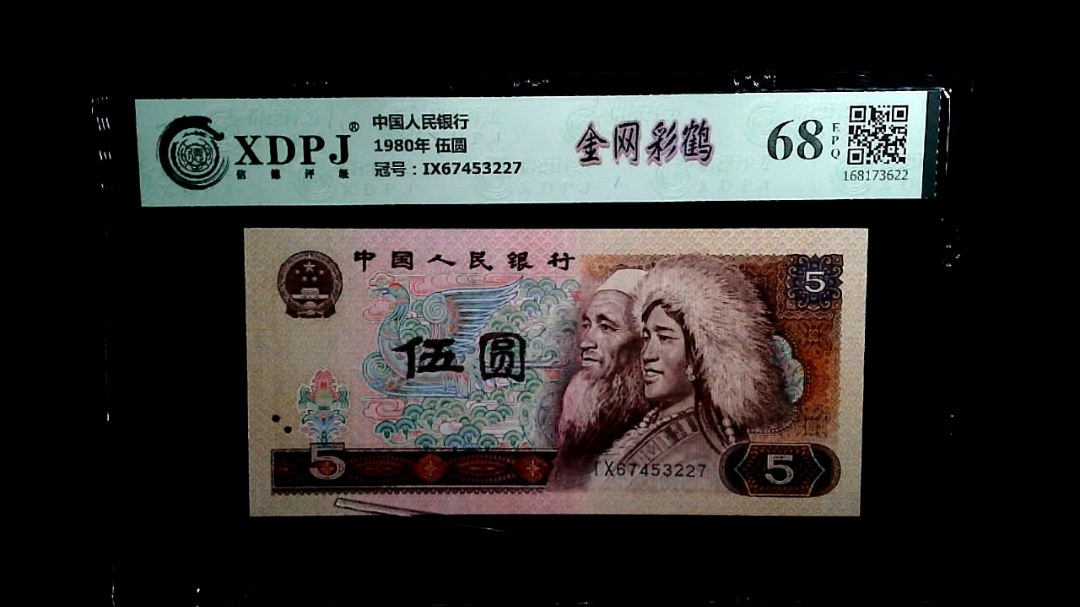 XDPJ®
信德评级
中国人民银行
1980年 伍圆
冠号：IX67453227
金网彩鹤
68
EPQ
168173622
中国人民银行
5
伍圆
5
IX67453227
5